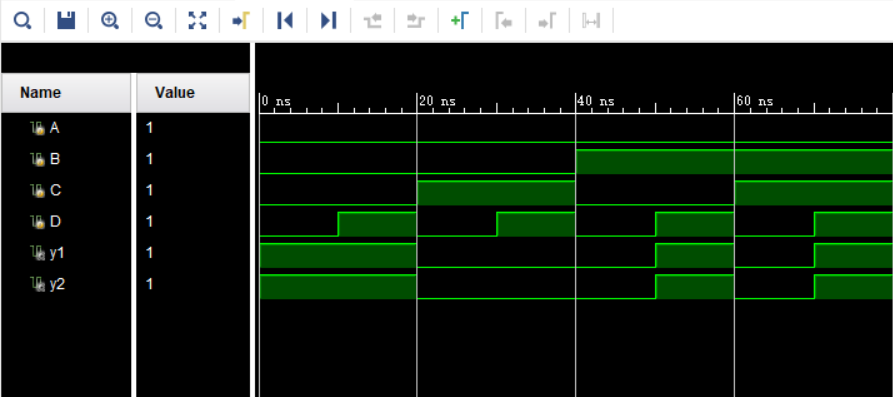 Name Value
0 ns 20 ns 40 ns 60 ns
A 1
B 1
C 1
D 1
y1 1
y2 1